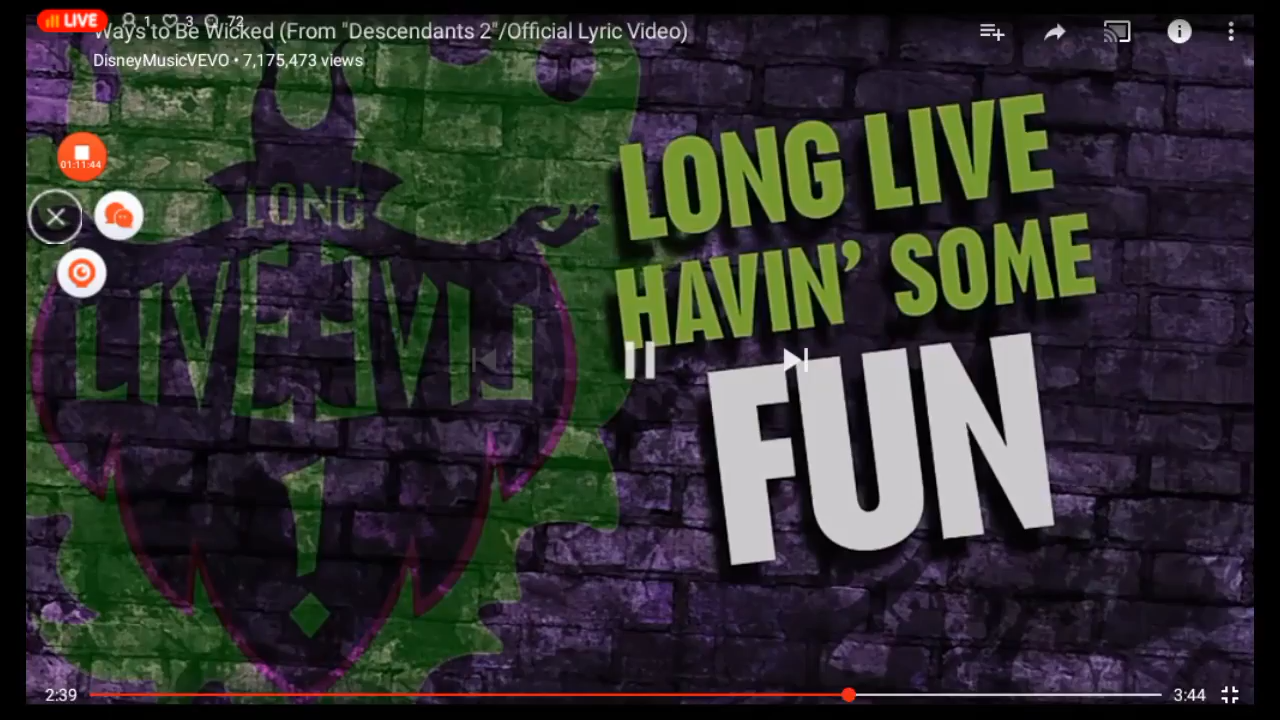 LIVE 1 3 72
Ways to Be Wicked (From "Descendants 2"/Official Lyric Video)
DisneyMusicVEVO • 7,175,473 views
01:11:44
LONG
LIVE EVIL
LONG LIVE
HAVIN' SOME
FUN
2:39
3:44